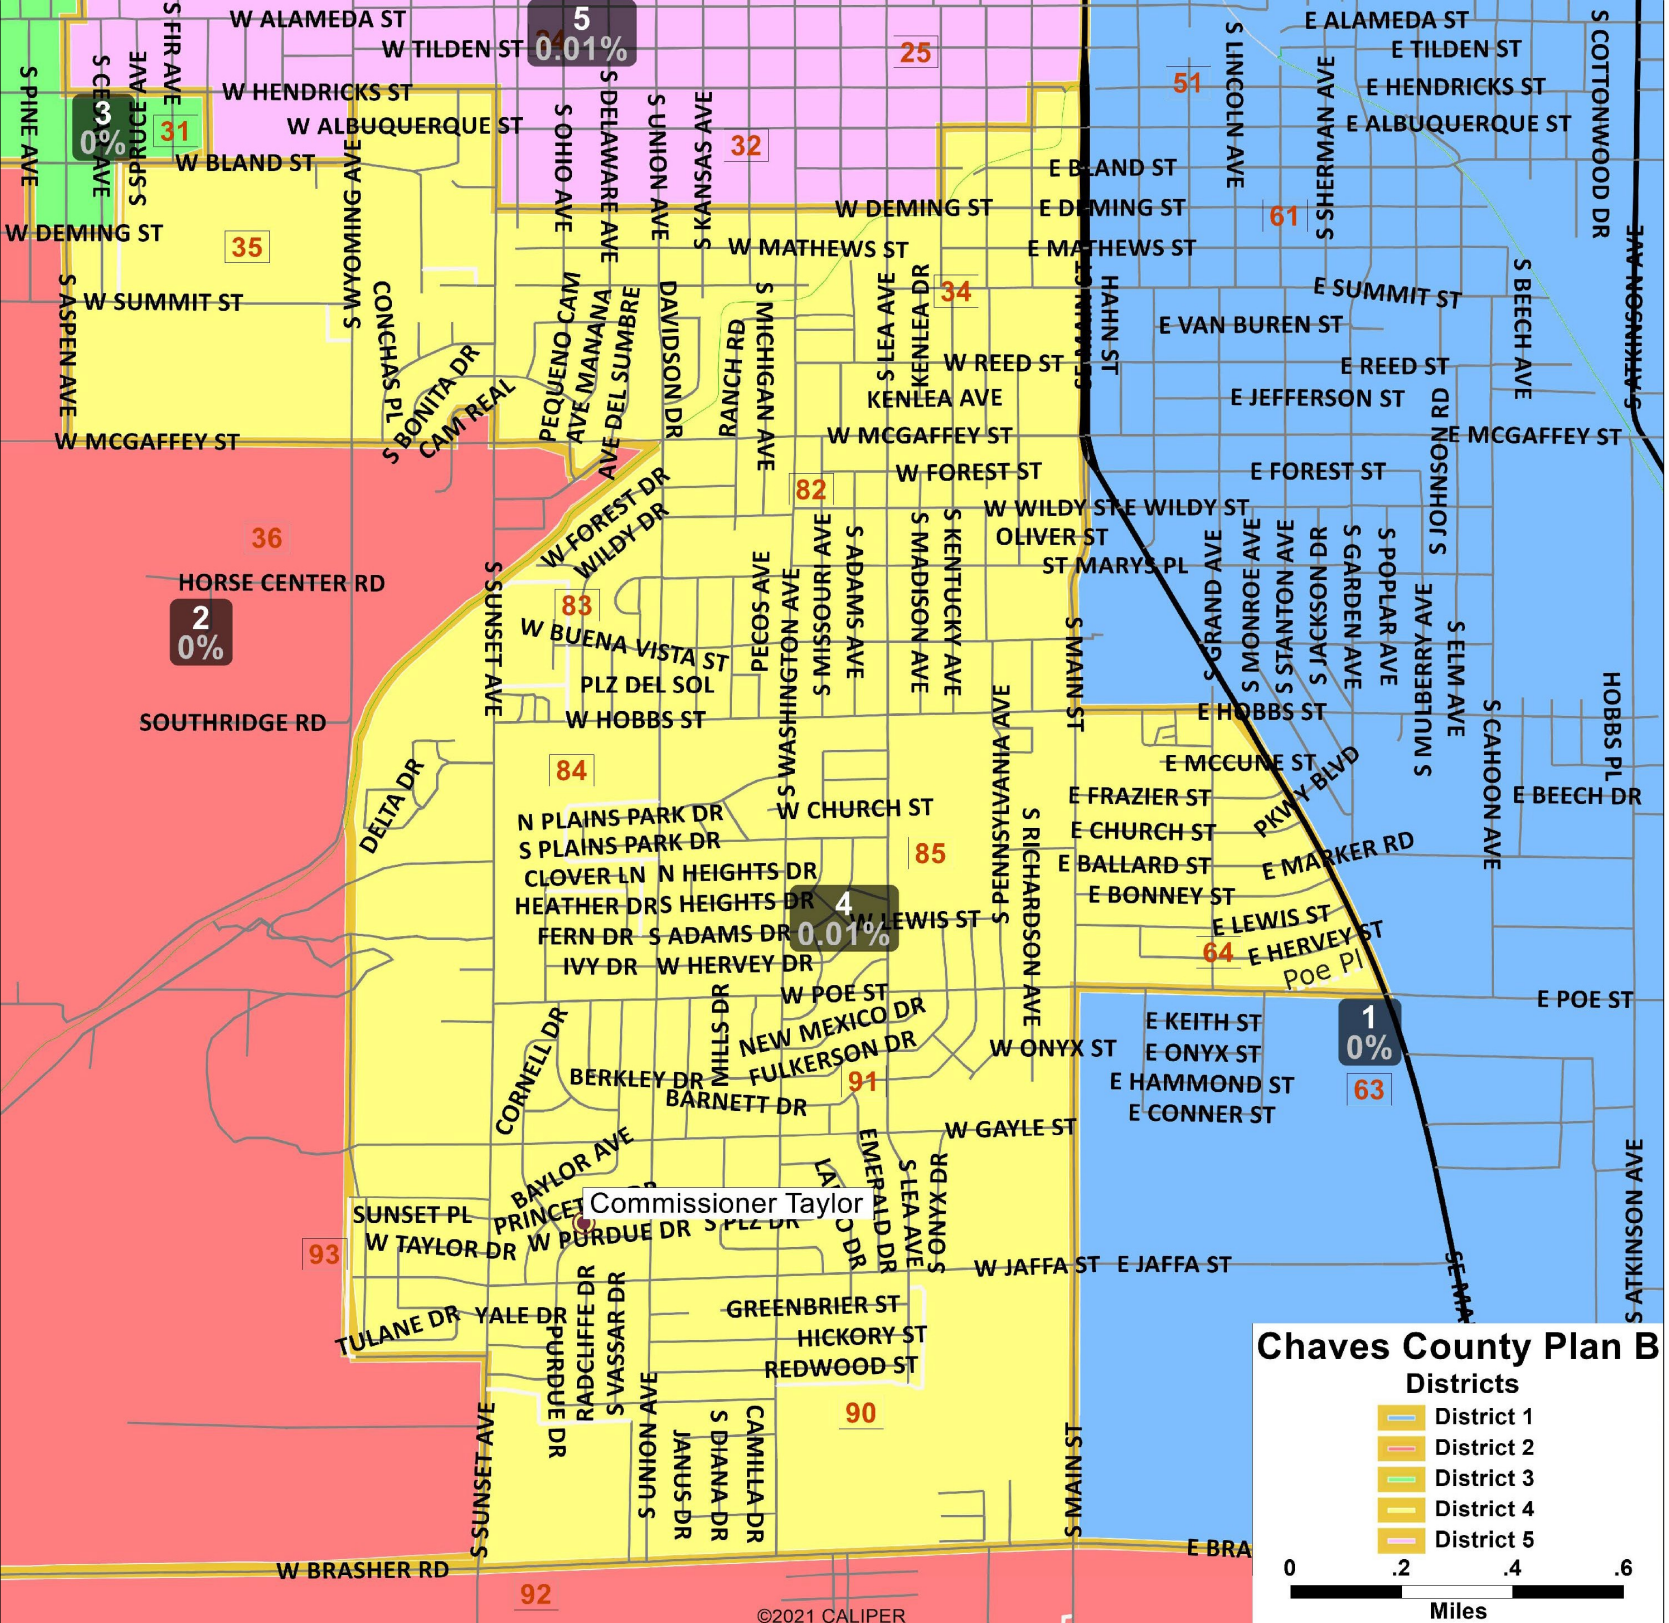 W ALAMEDA ST
E ALAMEDA ST
W TILDEN ST
5
0.01%
25
E TILDEN ST
S FIR AVE
S SPRUCE AVE
S PINE AVE
3
0%
31
W HENDRICKS ST
W ALBUQUERQUE ST
W BLAND ST
S OHIO AVE
S DELAWARE AVE
S UNION AVE
S KANSAS AVE
32
51
S LINCOLN AVE
S SHERMAN AVE
E HENDRICKS ST
E ALBUQUERQUE ST
S COTTONWOOD DR
S ATKINSON AVE
E BLAND ST
W DEMING ST
W DEMING ST
E DEMING ST
61
35
S WYOMING AVE
W MATHEWS ST
E MATHEWS ST
S ASPEN AVE
W SUMMIT ST
CONCHAS PL
S BONITA DR
CAM REAL
PEQUENO CAM
AVE MANANA
AVE DEL SUMBRE
DAVIDSON DR
RANCH RD
S MICHIGAN AVE
S LEA AVE
KENLEA DR
34
SE MAIN ST
HAHN ST
E SUMMIT ST
E VAN BUREN ST
S BEECH AVE
W REED ST
E REED ST
KENLEA AVE
E JEFFERSON ST
S JOHNSON RD
W MCGAFFEY ST
W MCGAFFEY ST
E MCGAFFEY ST
W FOREST ST
E FOREST ST
82
W FOREST DR
WILDY DR
W WILDY ST
E WILDY ST
36
OLIVER ST
ST MARYS PL
HORSE CENTER RD
2
0%
S SUNSET AVE
83
W BUENA VISTA ST
PLZ DEL SOL
W HOBBS ST
PECOS AVE
S WASHINGTON AVE
S MISSOURI AVE
S ADAMS AVE
S MADISON AVE
S KENTUCKY AVE
S MAIN ST
S GRAND AVE
S MONROE AVE
S STANTON AVE
S JACKSON DR
S GARDEN AVE
S POPLAR AVE
S MULBERRY AVE
S ELM AVE
S CAHOON AVE
HOBBS PL
SOUTHRIDGE RD
E HOBBS ST
84
DELTA DR
S PENNSYLVANIA AVE
S RICHARDSON AVE
E MCCUNE ST
PKWY BLVD
E FRAZIER ST
E BEECH DR
N PLAINS PARK DR
W CHURCH ST
E CHURCH ST
S PLAINS PARK DR
85
E MARKER RD
CLOVER LN
N HEIGHTS DR
E BALLARD ST
HEATHER DR
S HEIGHTS DR
4
0.01%
E BONNEY ST
W LEWIS ST
E LEWIS ST
FERN DR
S ADAMS DR
64
E HERVEY ST
IVY DR
W HERVEY DR
Poe Pl
W POE ST
E POE ST
MILLS DR
NEW MEXICO DR
1
0%
CORNELL DR
FULKERSON DR
W ONYX ST
E KEITH ST
E ONYX ST
BERKLEY DR
91
E HAMMOND ST
63
BARNETT DR
E CONNER ST
W GAYLE ST
BAYLOR AVE
EMERALD DR
S LEA AVE
S ONYX DR
S ATKINSON AVE
Commissioner Taylor
SUNSET PL
W PURDUE DR
S PLZ DR
W TAYLOR DR
93
W JAFFA ST
E JAFFA ST
GREENBRIER ST
TULANE DR
YALE DR
HICKORY ST
REDWOOD ST
PURDUE DR
RADCLIFFE DR
S VASSAR DR
S UNION AVE
JANUS DR
S DIANA DR
CAMILLA DR
90
S SUNSET AVE
S MAIN ST
W BRASHER RD
E BRA
92
©2021 CALIPER
Chaves County Plan B
Districts
District 1
District 2
District 3
District 4
District 5
0 .2 .4 .6
Miles